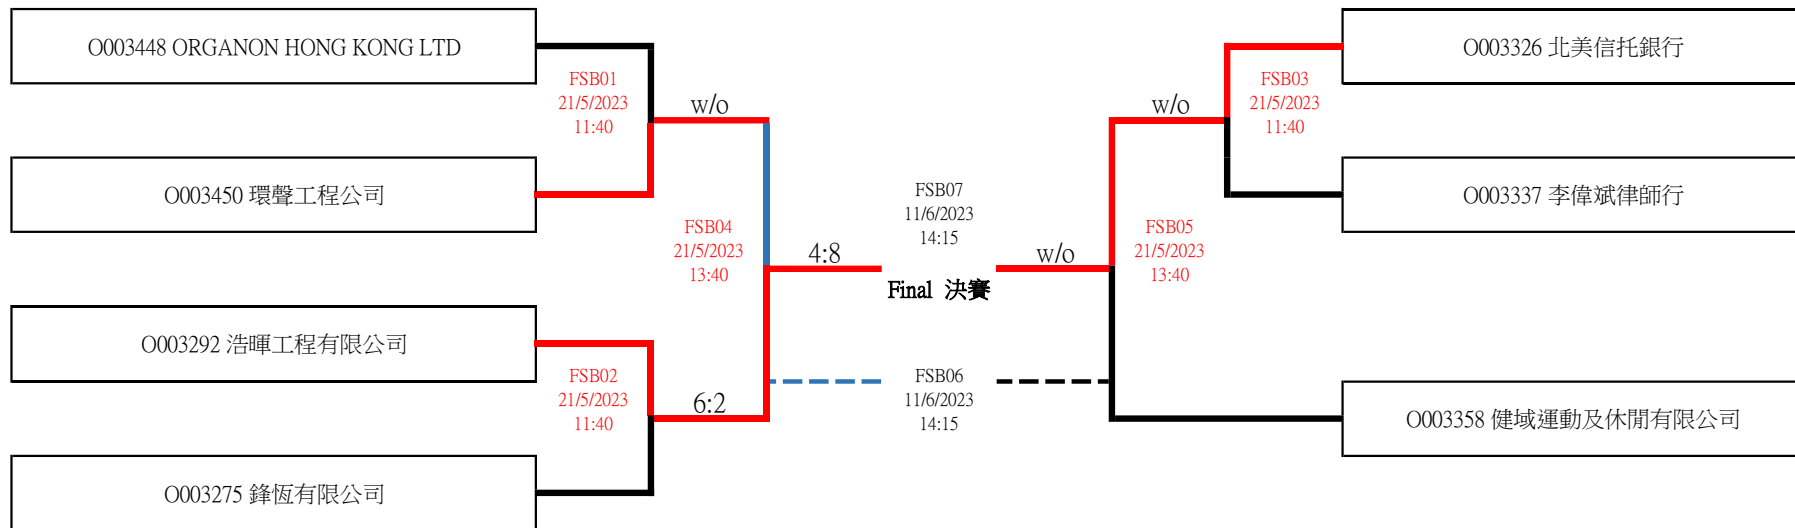 O003448 ORGANON HONG KONG LTD
FSB01
21/5/2023
11:40
w/o
O003450 環聲工程公司
FSB04
21/5/2023
13:40
4:8
O003292 浩暉工程有限公司
FSB02
21/5/2023
11:40
6:2
O003275 鋒恆有限公司
FSB07
11/6/2023
14:15
Final 決賽
FSB06
11/6/2023
14:15
O003326 北美信托銀行
FSB03
21/5/2023
11:40
w/o
O003337 李偉斌律師行
FSB05
21/5/2023
13:40
w/o
O003358 健域運動及休閒有限公司